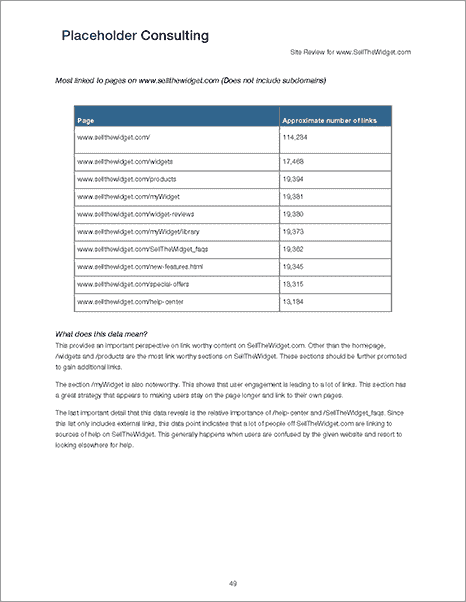 Placeholder Consulting
Site Review for www.SellTheWidget.com
Most linked to pages on www.sellthewidget.com (Does not include subdomains)
Page Approximate number of links
www.sellthewidget.com/ 114,234
www.sellthewidget.com/widgets 17,468
www.sellthewidget.com/products 19,394
www.sellthewidget.com/myWidget 19,381
www.sellthewidget.com/widget-reviews 19,380
www.sellthewidget.com/myWidget/library 19,373
www.sellthewidget.com/SellTheWidget_faqs 19,362
www.sellthewidget.com/new-features.html 19,345
www.sellthewidget.com/special-offers 13,315
www.sellthewidget.com/help-center 13,184
What does this data mean?
This provides an important perspective on link worthy content on SellTheWidget.com. Other than the homepage,
/widgets and /products are the most link worthy sections on SellTheWidget. These sections should be further promoted
to gain additional links.
The section /myWidget is also noteworthy. This shows that user engagement is leading to a lot of links. This section has
a great strategy that appears to making users stay on the page longer and link to their own pages.
The last important detail that this data reveals is the relative importance of /help-center and /SellTheWidget_faqs. Since
this list only includes external links, this data point indicates that a lot of people off SellTheWidget.com are linking to
sources of help on SellTheWidget. This generally happens when users are confused by the given website and resort to
looking elsewhere for help.
49